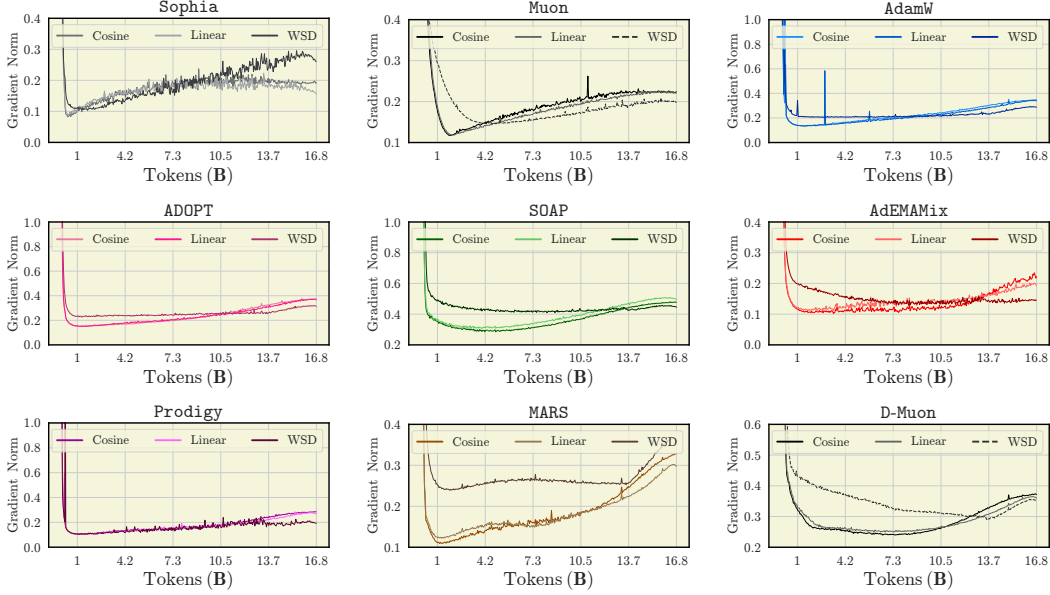 Sophia
Gradient Norm
0.4
0.3
0.2
0.1
0.0
Cosine Linear WSD
1 4.2 7.3 10.5 13.7 16.8
Tokens (B)
Muon
Gradient Norm
0.4
0.3
0.2
0.1
Cosine Linear WSD
1 4.2 7.3 10.5 13.7 16.8
Tokens (B)
AdamW
Gradient Norm
1.0
0.8
0.6
0.4
0.2
0.0
Cosine Linear WSD
1 4.2 7.3 10.5 13.7 16.8
Tokens (B)
ADOPT
Gradient Norm
1.0
0.8
0.6
0.4
0.2
0.0
Cosine Linear WSD
1 4.2 7.3 10.5 13.7 16.8
Tokens (B)
SOAP
Gradient Norm
1.0
0.8
0.6
0.4
0.2
Cosine Linear WSD
1 4.2 7.3 10.5 13.7 16.8
Tokens (B)
AdEMAMix
Gradient Norm
0.4
0.3
0.2
0.1
0.0
Cosine Linear WSD
1 4.2 7.3 10.5 13.7 16.8
Tokens (B)
Prodigy
Gradient Norm
1.0
0.8
0.6
0.4
0.2
0.0
Cosine Linear WSD
1 4.2 7.3 10.5 13.7 16.8
Tokens (B)
MARS
Gradient Norm
0.4
0.3
0.2
0.1
Cosine Linear WSD
1 4.2 7.3 10.5 13.7 16.8
Tokens (B)
D-Muon
Gradient Norm
0.6
0.5
0.4
0.3
0.2
Cosine Linear WSD
1 4.2 7.3 10.5 13.7 16.8
Tokens (B)